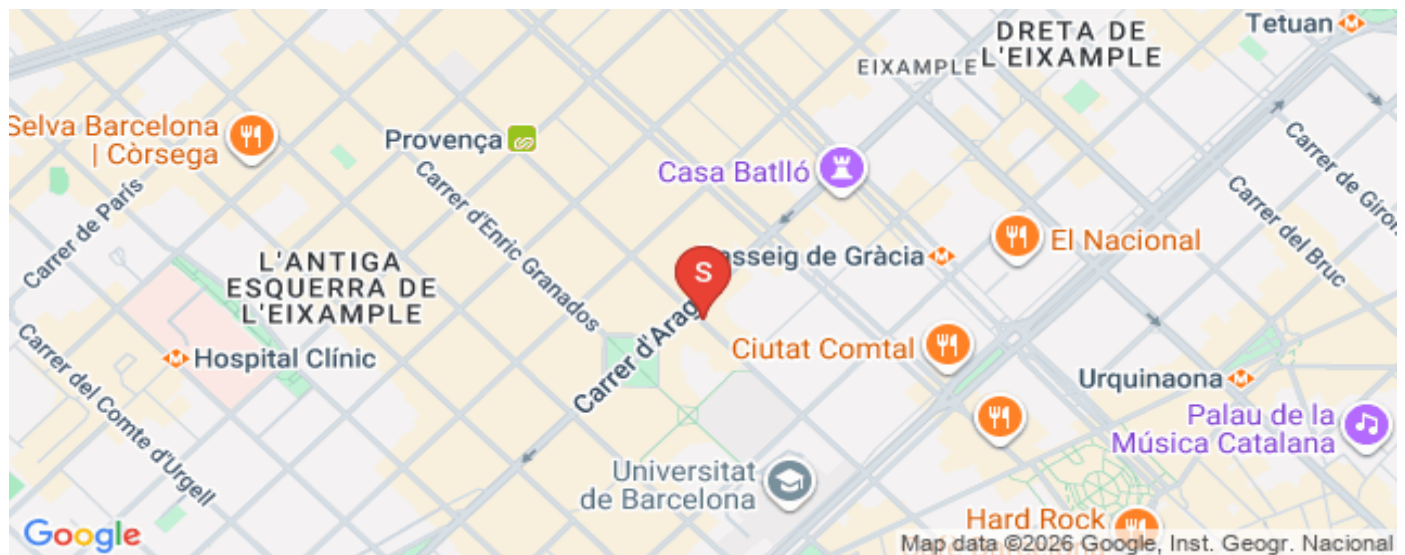 Tetuan
DRETA DE
L'EIXAMPLE
EIXAMPLE
Selva Barcelona
| Còrsega
Provença
Casa Batlló
Carrer de Giron
Carrer d'Enric Granados
Carrer de París
Carrer del Bruc
El Nacional
asseig de Gràcia
S
L'ANTIGA
ESQUERRA DE
L'EIXAMPLE
Carrer d'Arag
Hospital Clínic
Ciutat Comtal
Urquinaona
Carrer del Comte d'Urgell
Palau de la
Música Catalana
Universitat
de Barcelona
Hard Rock
Google
Map data ©2026 Google, Inst. Geogr. Nacional